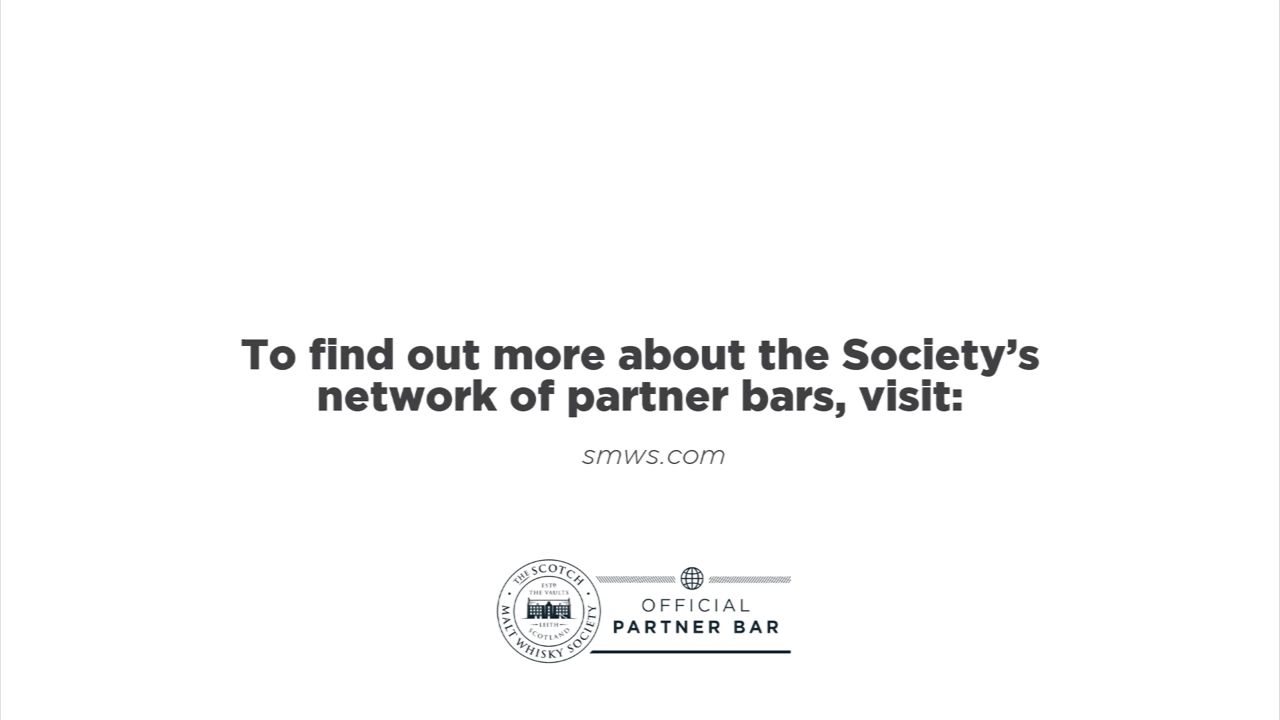 To find out more about the Society’s
network of partner bars, visit:
smws.com
THE SCOTCH
MALT WHISKY SOCIETY
ESTD
THE VAULTS
LEITH
SCOTLAND
OFFICIAL
PARTNER BAR